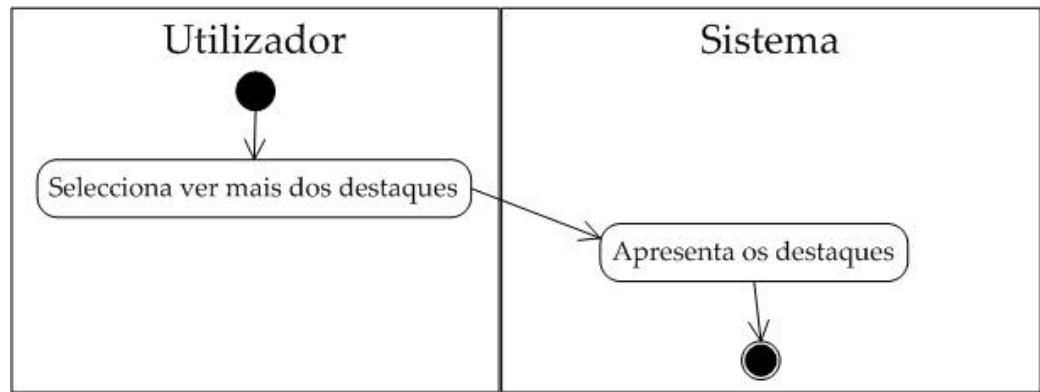 Utilizador
Sistema
Selecciona ver mais dos destaques
Apresenta os destaques